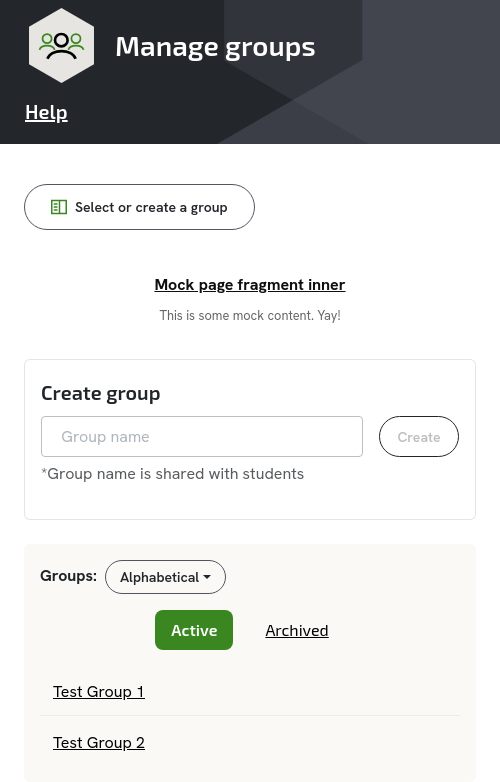 Manage groups
Help
Select or create a group
Mock page fragment inner
This is some mock content. Yay!
Create group
Group name
Create
*Group name is shared with students
Groups:
Alphabetical
Active
Archived
Test Group 1
Test Group 2